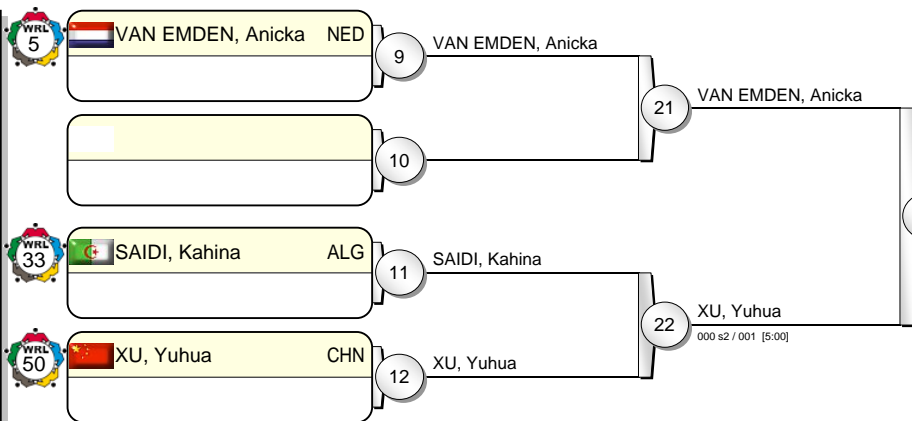 WRL
5
VAN EMDEN, Anicka NED
9
VAN EMDEN, Anicka
21
VAN EMDEN, Anicka
10
WRL
33
SAIDI, Kahina ALG
11
SAIDI, Kahina
22
XU, Yuhua
000 s2 / 001 [5:00]
WRL
50
XU, Yuhua CHN
12
XU, Yuhua